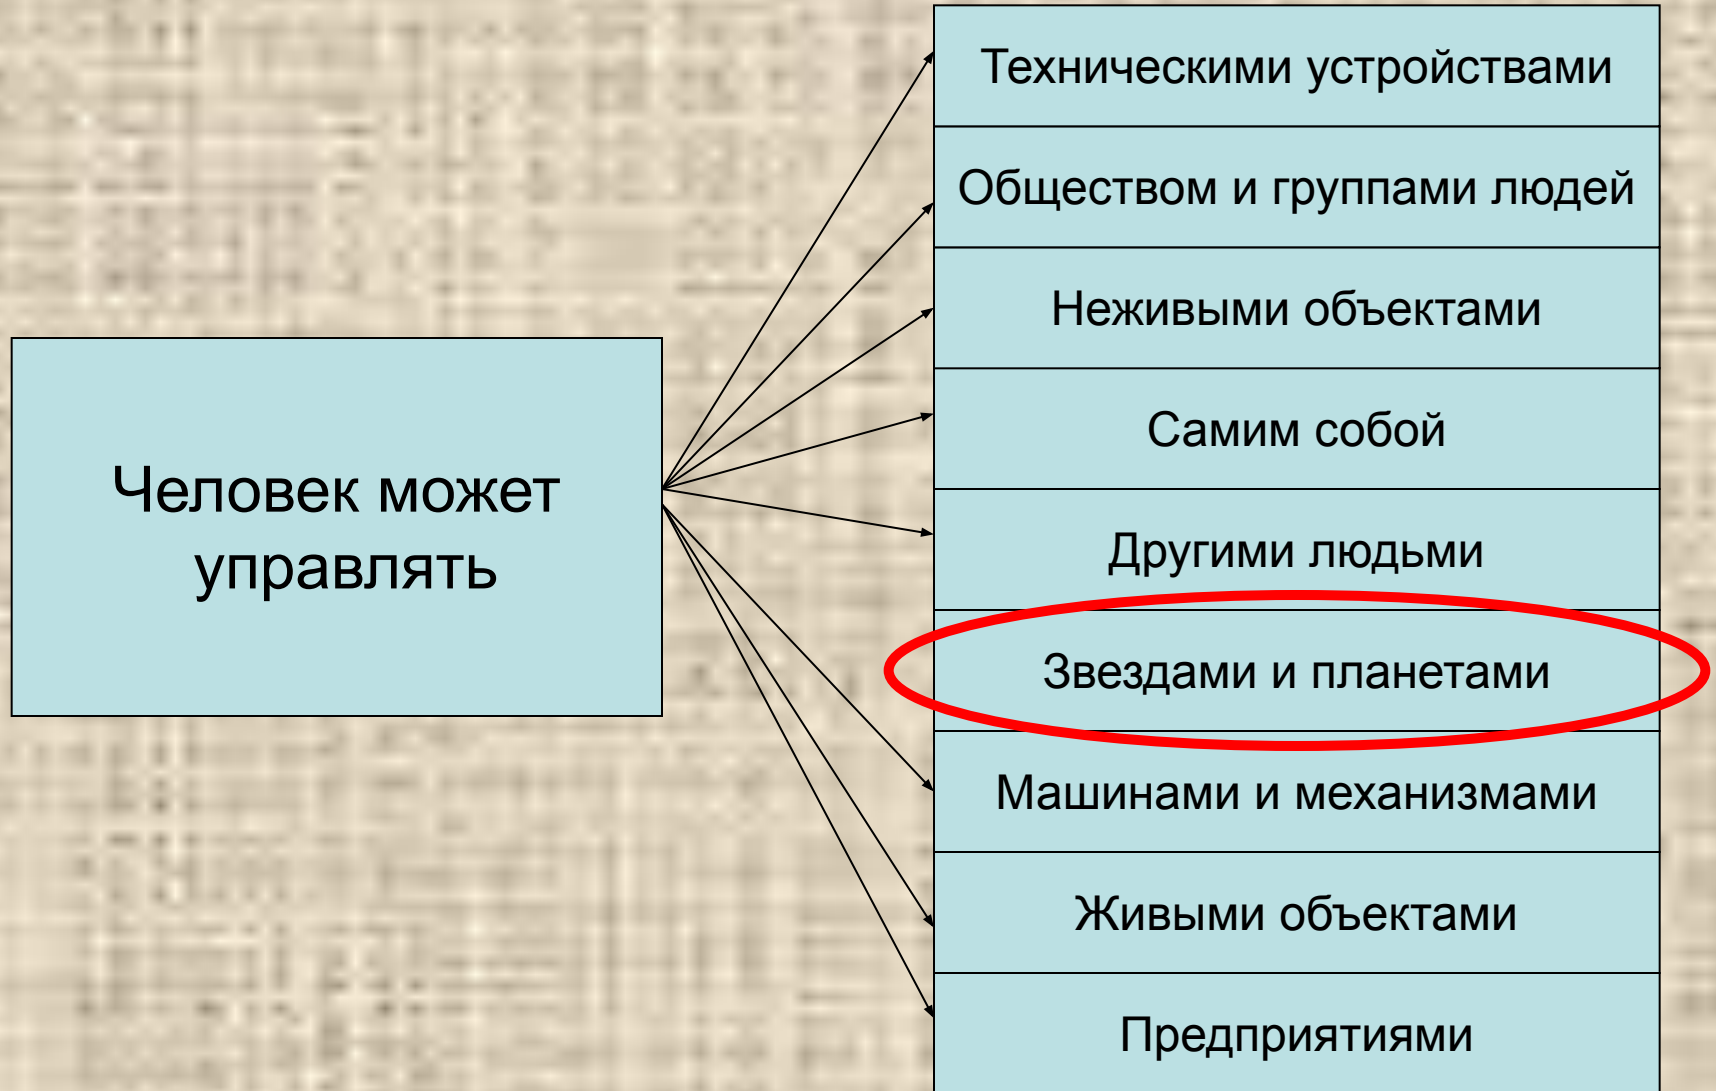 Человек может
управлять
Техническими устройствами
Обществом и группами людей
Неживыми объектами
Самим собой
Другими людьми
Звездами и планетами
Машинами и механизмами
Живыми объектами
Предприятиями